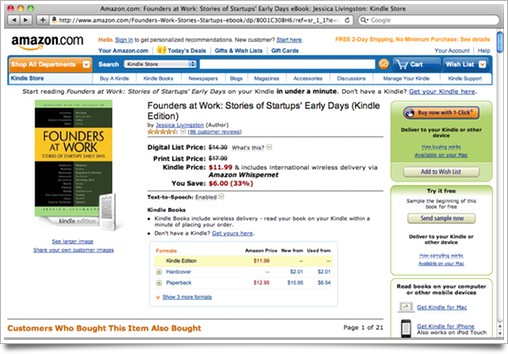 Amazon.com: Founders at Work: Stories of Startups' Early Days eBook: Jessica Livingston: Kindle Store
http://www.amazon.com/Founders-Work-Stories-Startups-ebook/dp/B001C30BH6/ref=sr_1_1?ie=
Google
amazon.com
Hello. Sign in to get personalized recommendations. New customer? Start here.
FREE 2-Day Shipping, No Minimum Purchase: See details
Your Amazon.com
Today's Deals
Gifts & Wish Lists
Gift Cards
Your Account
Help
Shop All Departments
Search
Kindle Store
Cart
Wish List
Kindle Store
Buy A Kindle
Kindle Books
Newspapers
Blogs
Magazines
Accessories
Discussions
Manage Your Kindle
Kindle Support
Start reading Founders at Work: Stories of Startups' Early Days on your Kindle in under a minute. Don't have a Kindle? Get your Kindle here.
FOUNDERS
AT WORK
STORIES OF STARTUPS' EARLY DAYS
kindle edition
See larger image
Share your own customer images
Founders at Work: Stories of Startups' Early Days (Kindle
Edition)
by Jessica Livingston (Author)
customer reviews)
Digital List Price: $14.39 What's this?
Print List Price: $17.99
Kindle Price: $11.99 & includes international wireless delivery via
Amazon Whispernet
You Save: $6.00 (33%)
Text-to-Speech: Enabled
Kindle Books
Kindle Books include wireless delivery - read your book on your Kindle within
a minute of placing your order.
Don't have a Kindle? Get yours here.
Formats Amazon Price New from Used from
Kindle Edition $11.99 -- --
Hardcover -- $2.01 $2.01
Paperback $12.95 $10.95 $8.54
Show 3 more formats
Buy now with 1-Click
Deliver to your Kindle or other
device
How buying works
Available on your Mac
Add to Wish List
Try it free
Sample the beginning of
this book for free
Send sample now
Deliver to your Kindle or
other device
How sampling works
Available on your Mac
Read books on your computer
or other mobile devices
Get Kindle for Mac
Get Kindle for iPhone
Also works on iPod Touch
Customers Who Bought This Item Also Bought
Page 1 of 21